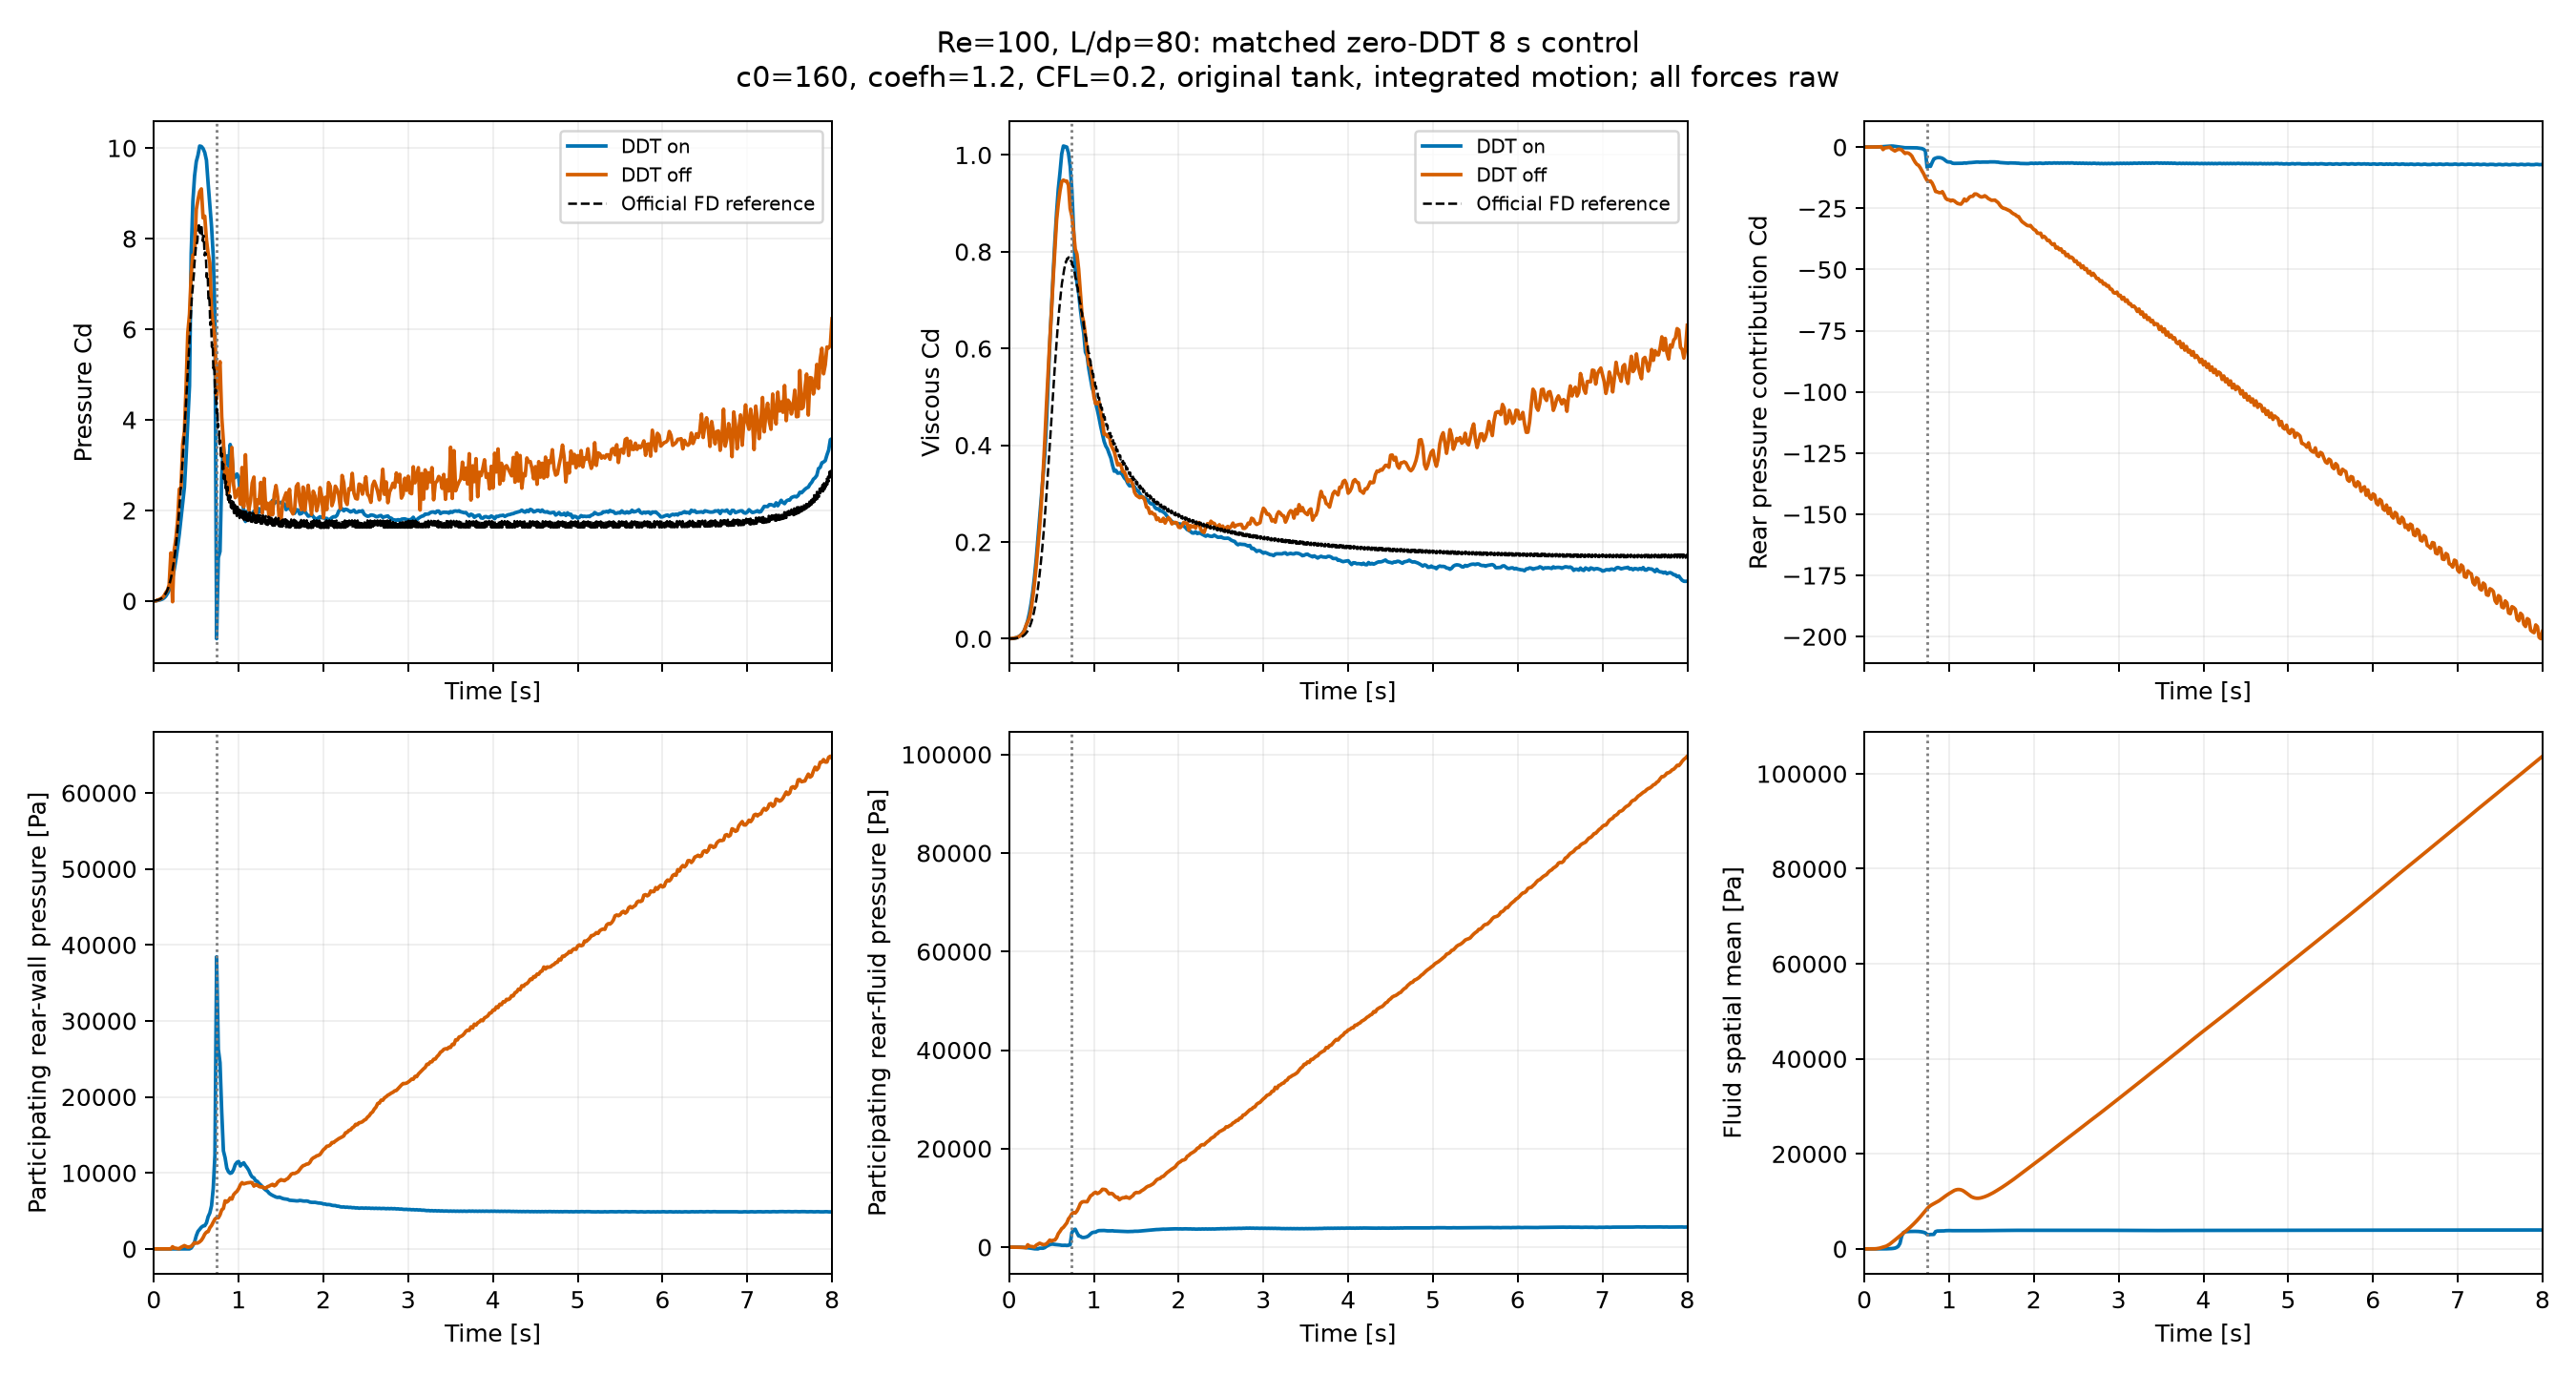 Re=100, L/dp=80: matched zero-DDT 8 s control
c0=160, coefh=1.2, CFL=0.2, original tank, integrated motion; all forces raw
Pressure Cd
10
8
6
4
2
0
DDT on
DDT off
Official FD reference
Time [s]
Viscous Cd
1.0
0.8
0.6
0.4
0.2
0.0
DDT on
DDT off
Official FD reference
Time [s]
Rear pressure contribution Cd
0
−25
−50
−75
−100
−125
−150
−175
−200
Time [s]
Participating rear-wall pressure [Pa]
60000
50000
40000
30000
20000
10000
0
0 1 2 3 4 5 6 7 8
Time [s]
Participating rear-fluid pressure [Pa]
100000
80000
60000
40000
20000
0
0 1 2 3 4 5 6 7 8
Time [s]
Fluid spatial mean [Pa]
100000
80000
60000
40000
20000
0
0 1 2 3 4 5 6 7 8
Time [s]